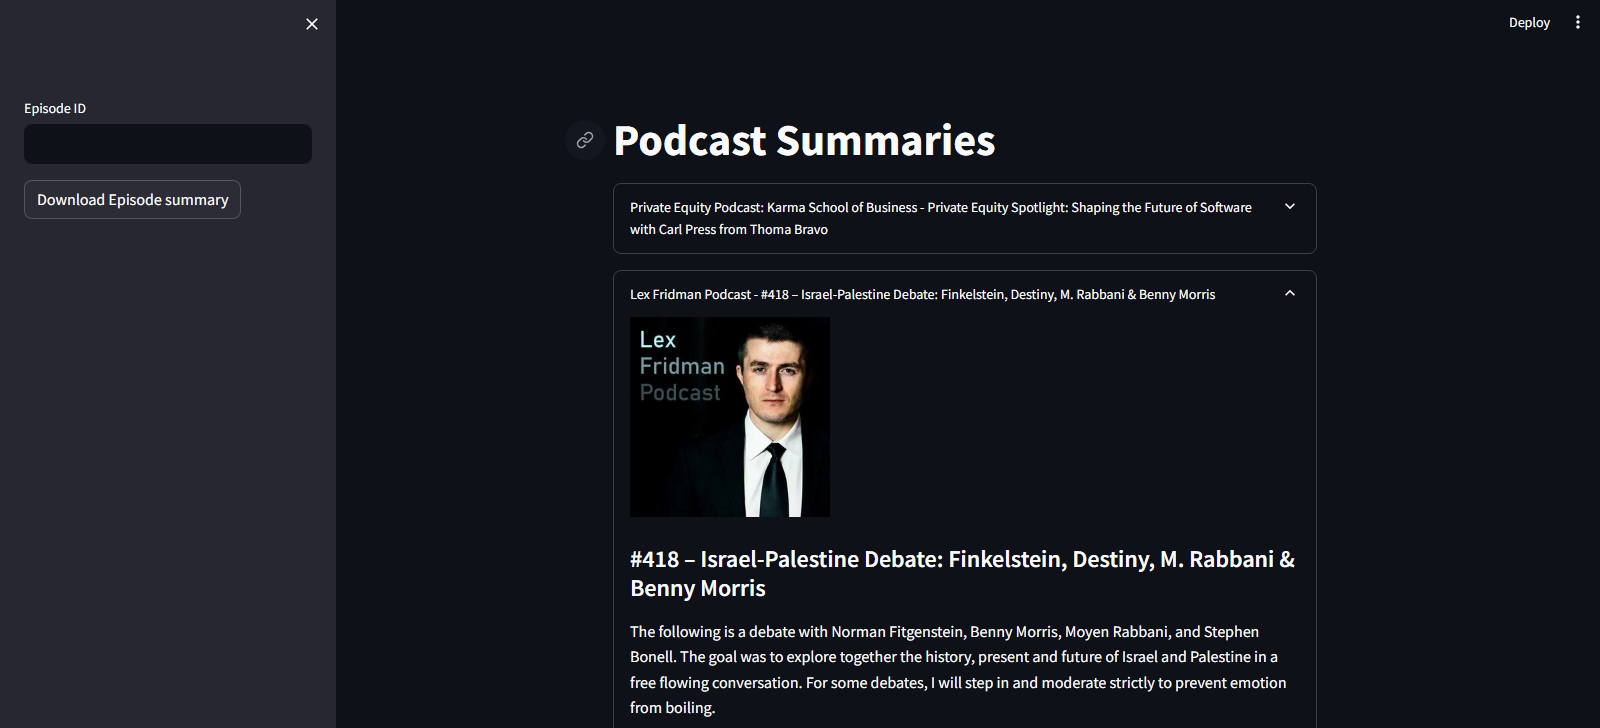 Deploy
Episode ID
Download Episode summary
Podcast Summaries
Private Equity Podcast: Karma School of Business - Private Equity Spotlight: Shaping the Future of Software
with Carl Press from Thoma Bravo
Lex Fridman Podcast - #418 – Israel-Palestine Debate: Finkelstein, Destiny, M. Rabbani & Benny Morris
Lex
Fridman
Podcast
#418 – Israel-Palestine Debate: Finkelstein, Destiny, M. Rabbani &
Benny Morris
The following is a debate with Norman Fitgenstein, Benny Morris, Moyen Rabbani, and Stephen
Bonell. The goal was to explore together the history, present and future of Israel and Palestine in a
free flowing conversation. For some debates, I will step in and moderate strictly to prevent emotion
from boiling.